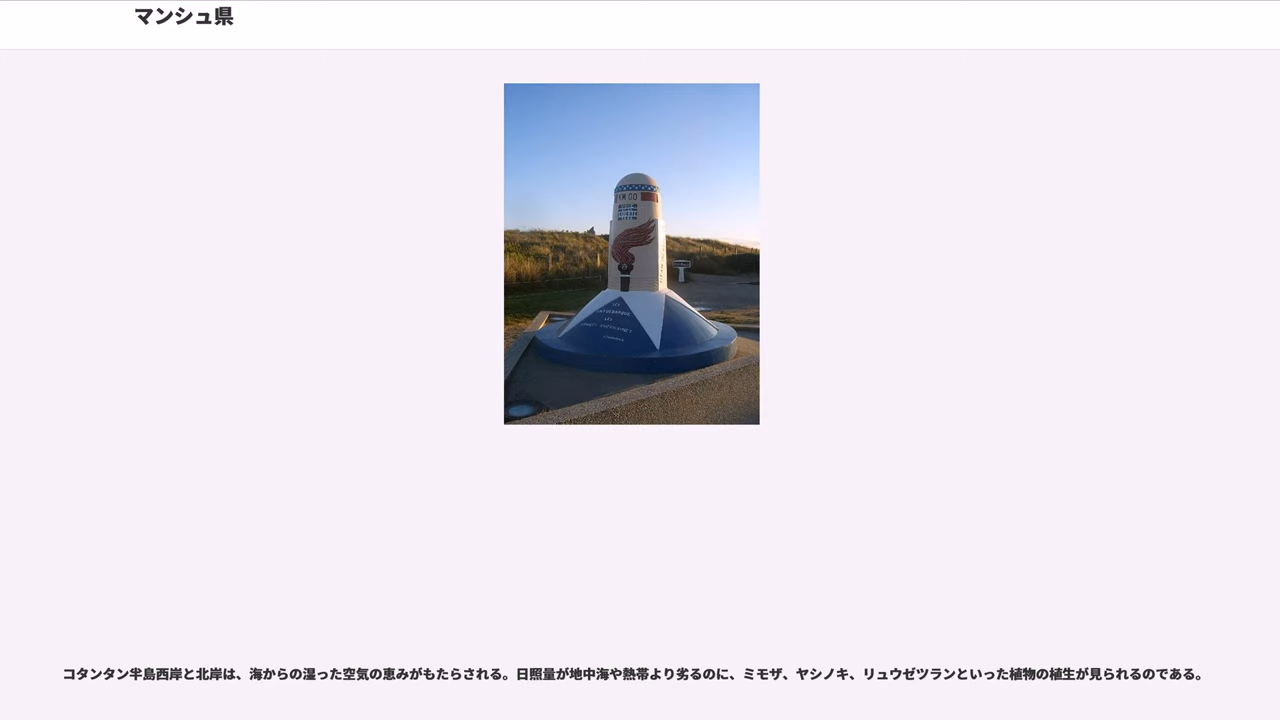 マンシュ県
KM 00
コタンタン半島西岸と北岸は、海からの湿った空気の恵みがもたらされる。日照量が地中海や熱帯より劣るのに、ミモザ、ヤシノキ、リュウゼツランといった植物の植生が見られるのである。